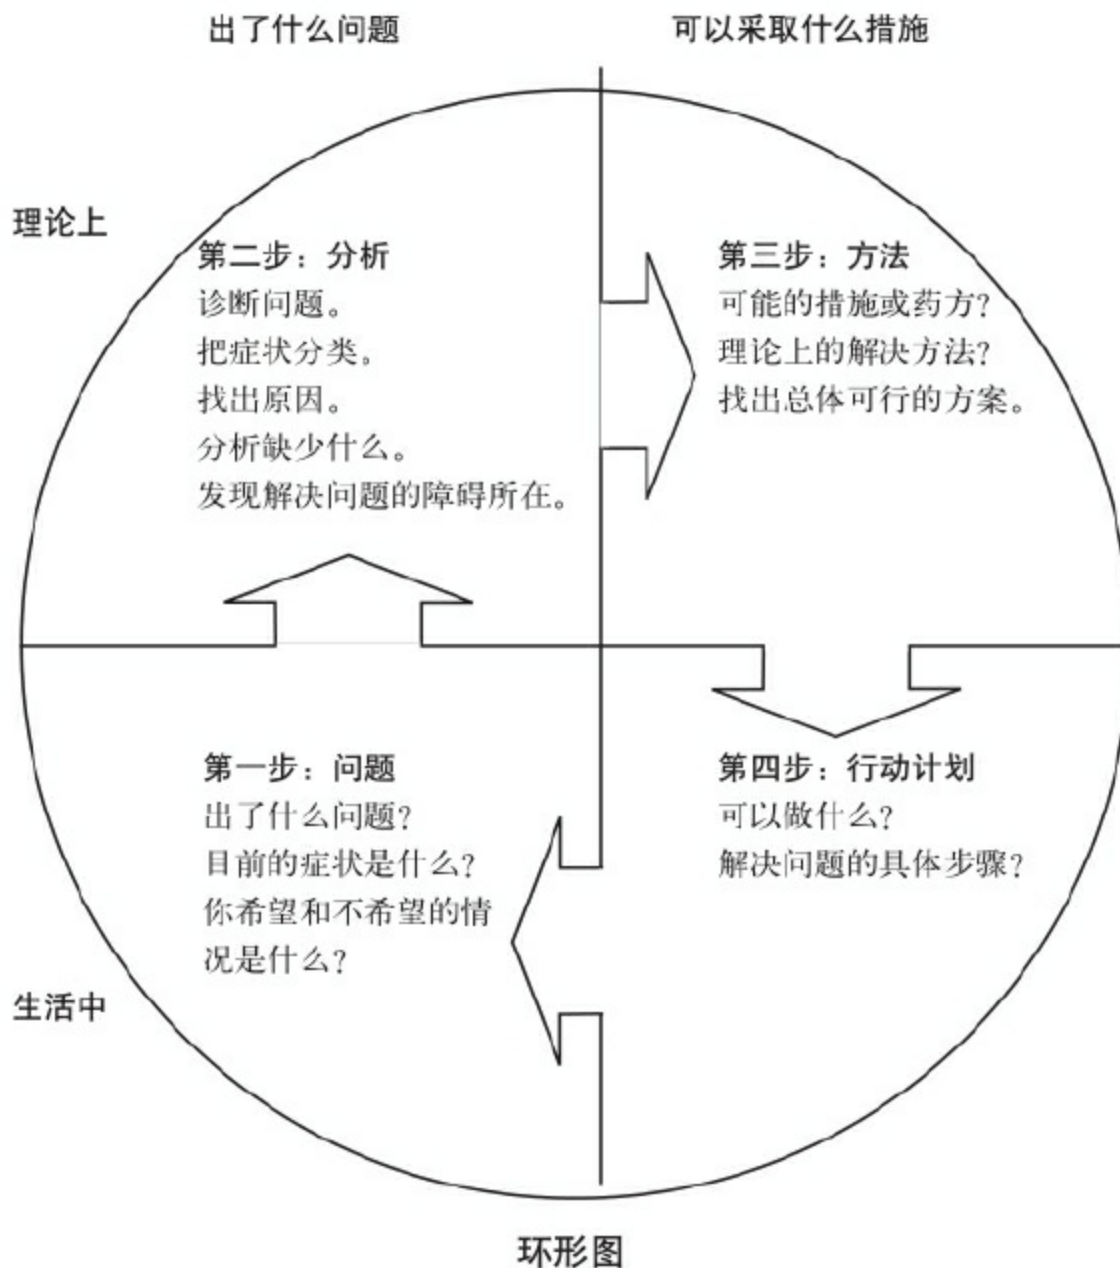 出了什么问题
可以采取什么措施
理论上
第二步：分析
诊断问题。
把症状分类。
找出原因。
分析缺少什么。
发现解决问题的障碍所在。
第三步：方法
可能的措施或药方？
理论上的解决方法？
找出总体可行的方案。
第一步：问题
出了什么问题？
目前的症状是什么？
你希望和不希望的情
况是什么？
第四步：行动计划
可以做什么？
解决问题的具体步骤？
生活中
环形图